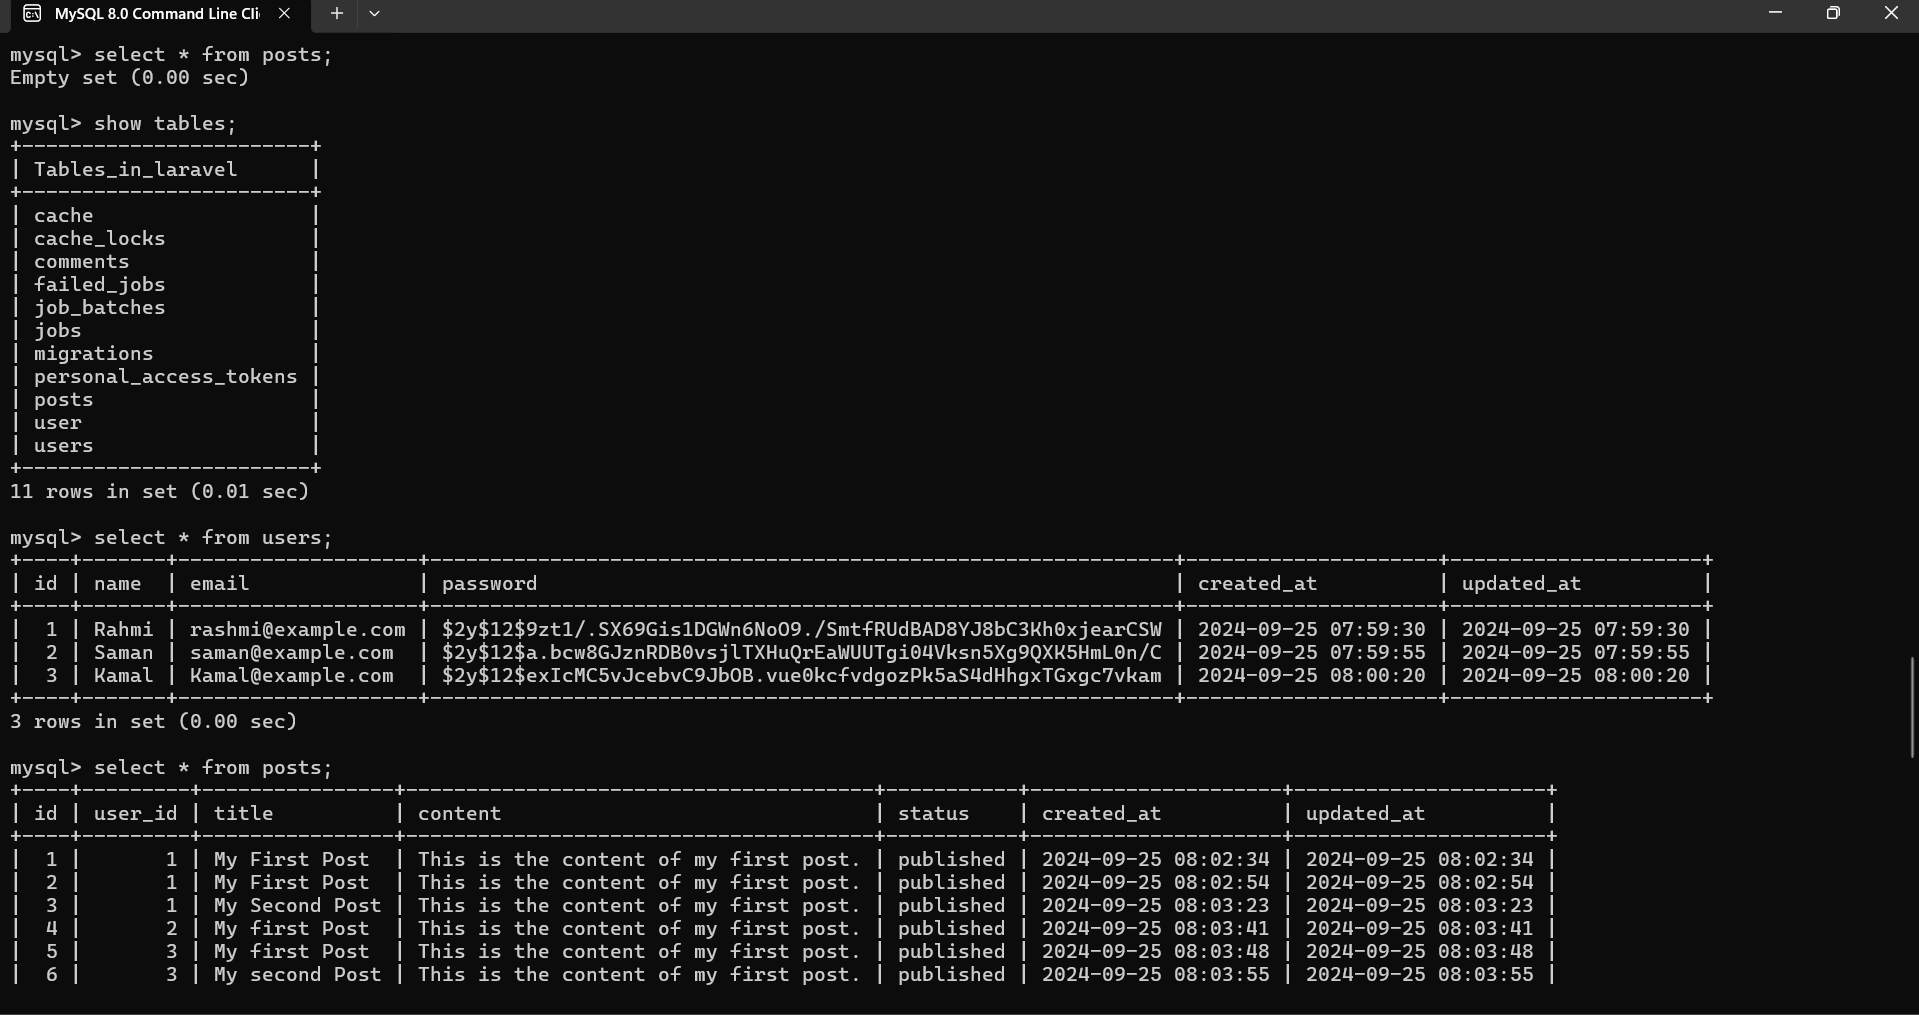 MySQL 8.0 Command Line Cli
mysql> select * from posts;
Empty set (0.00 sec)
mysql> show tables;
+------------------------+
| Tables_in_laravel      |
+------------------------+
| cache                  |
| cache_locks            |
| comments               |
| failed_jobs            |
| job_batches            |
| jobs                   |
| migrations             |
| personal_access_tokens |
| posts                  |
| user                   |
| users                  |
+------------------------+
11 rows in set (0.01 sec)
mysql> select * from users;
+----+-------+--------------------+--------------------------------------------------------------+---------------------+---------------------+
| id | name  | email              | password                                                     | created_at          | updated_at          |
+----+-------+--------------------+--------------------------------------------------------------+---------------------+---------------------+
|  1 | Rahmi | rashmi@example.com | $2y$12$9zt1/.SX69Gis1DGWn6NoO9./SmtfRUdBAD8YJ8bC3Kh0xjearCSW | 2024-09-25 07:59:30 | 2024-09-25 07:59:30 |
|  2 | Saman | saman@example.com  | $2y$12$a.bcw8GJznRDB0vsjlTXHuQrEaWUUTgi04Vksn5Xg9QXK5HmL0n/C | 2024-09-25 07:59:55 | 2024-09-25 07:59:55 |
|  3 | Kamal | Kamal@example.com  | $2y$12$exIcMC5vJcebvC9JbOB.vue0kcfvdgozPk5aS4dHhgxTGxgc7vkam | 2024-09-25 08:00:20 | 2024-09-25 08:00:20 |
+----+-------+--------------------+--------------------------------------------------------------+---------------------+---------------------+
3 rows in set (0.00 sec)
mysql> select * from posts;
+----+---------+----------------+---------------------------------------+-----------+---------------------+---------------------+
| id | user_id | title          | content                               | status    | created_at          | updated_at          |
+----+---------+----------------+---------------------------------------+-----------+---------------------+---------------------+
|  1 |       1 | My First Post  | This is the content of my first post. | published | 2024-09-25 08:02:34 | 2024-09-25 08:02:34 |
|  2 |       1 | My First Post  | This is the content of my first post. | published | 2024-09-25 08:02:54 | 2024-09-25 08:02:54 |
|  3 |       1 | My Second Post | This is the content of my first post. | published | 2024-09-25 08:03:23 | 2024-09-25 08:03:23 |
|  4 |       2 | My first Post  | This is the content of my first post. | published | 2024-09-25 08:03:41 | 2024-09-25 08:03:41 |
|  5 |       3 | My first Post  | This is the content of my first post. | published | 2024-09-25 08:03:48 | 2024-09-25 08:03:48 |
|  6 |       3 | My second Post | This is the content of my first post. | published | 2024-09-25 08:03:55 | 2024-09-25 08:03:55 |